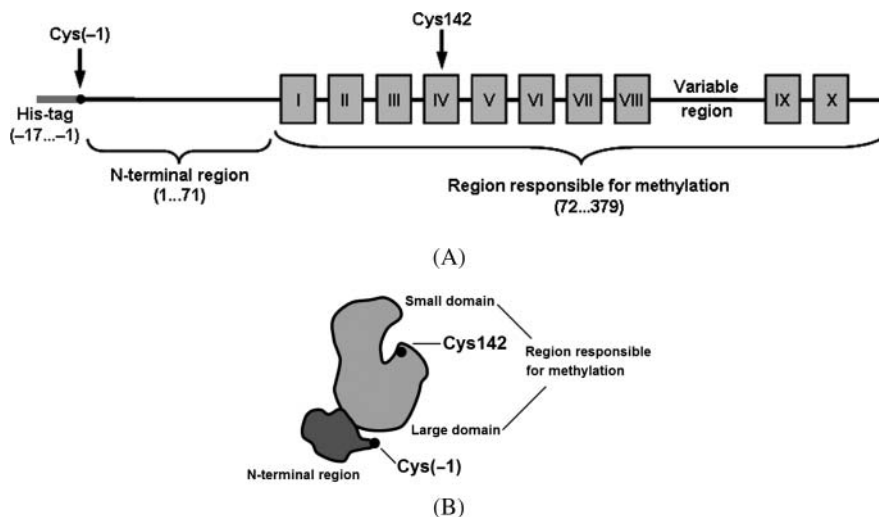 Cys(–1)
Cys142
I II III IV V VI VII VIII Variable region IX X
His-tag
(–17...–1)
N-terminal region
(1...71)
Region responsible for methylation
(72...379)
(A)
Small domain
Cys142
Region responsible
for methylation
Large domain
N-terminal region
Cys(–1)
(B)